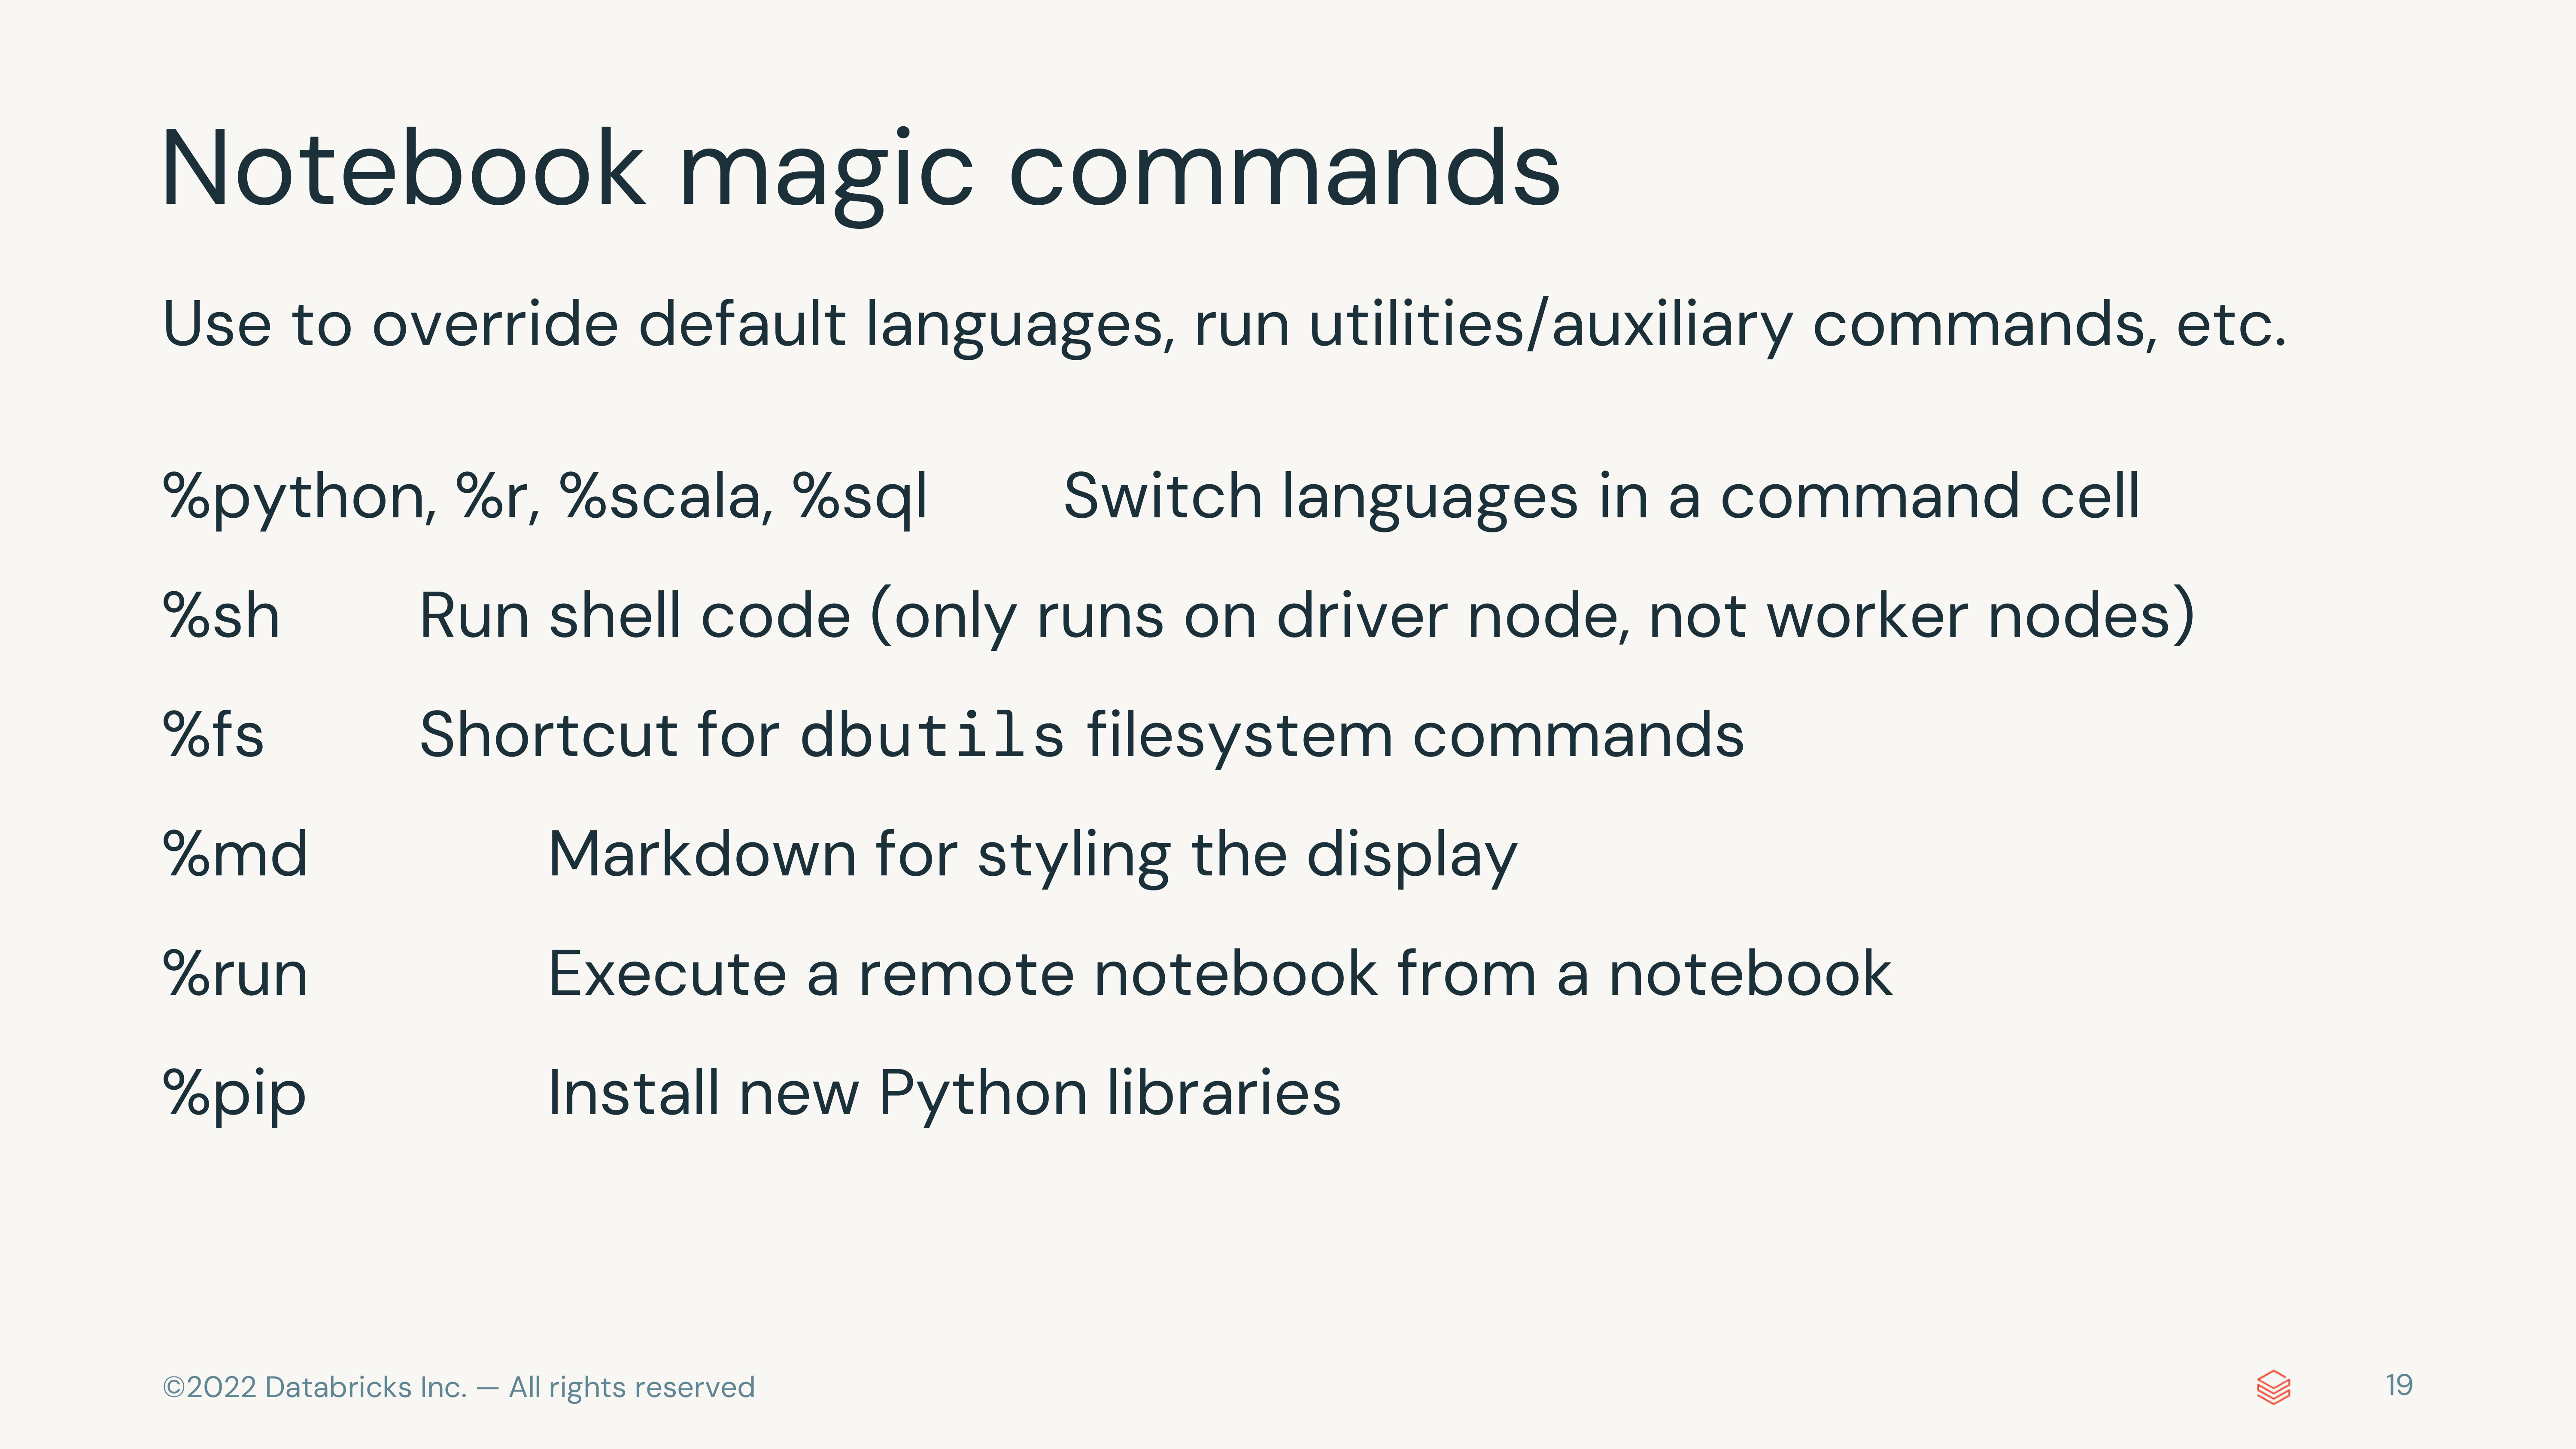 Notebook magic commands
Use to override default languages, run utilities/auxiliary commands, etc.
%python, %r, %scala, %sql Switch languages in a command cell
%sh Run shell code (only runs on driver node, not worker nodes)
%fs Shortcut for dbutils filesystem commands
%md Markdown for styling the display
%run Execute a remote notebook from a notebook
%pip Install new Python libraries
©2022 Databricks Inc. — All rights reserved 19